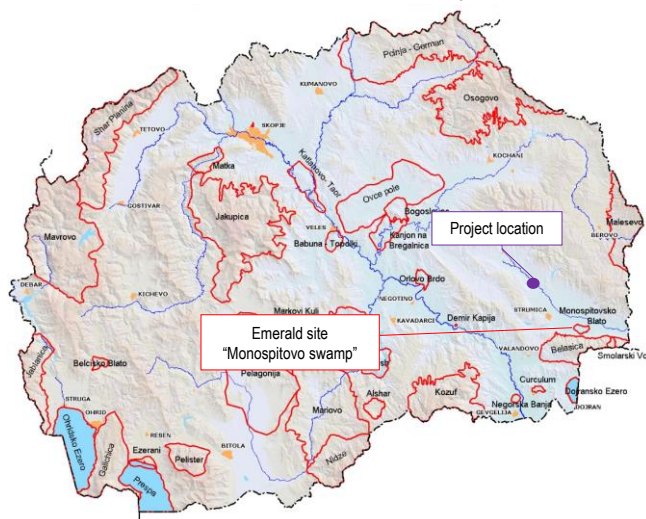 Pcinja - German
KUMANOVO
Osogovo
Shar Planina
TETOVO
SKOPJE
Matka
Katlanovo- Taor
KOCHANI
Ovce pole
GOSTIVAR
Jakupica
VELES
Malesevo
Mavrovo
Babuna - Topolki
Kanjon na
Bregalnica
Project location
BEROVO
DEBAR
KICHEVO
Orlovo Brdo
NEGOTINO
Markovi Kuli
STRUMICA
Monospitovsko
Blato
Emerald site
“Monospitovo swamp”
KAVADARCI
Demir Kapija
VALANDOVO
Belasica
Smolarski Vo
Jablanica
Belcisko Blato
Pelagonija
Alshar
Kozuf
Curculum
Dojransko Ezero
STRUGA
OHRID
Mariovo
Negorska Banja
GEVGELIJA
DOJRAN
Ohridsko Ezero
Galichica
RESEN
Ezerani
BITOLA
Pelister
Nidze
Prespa